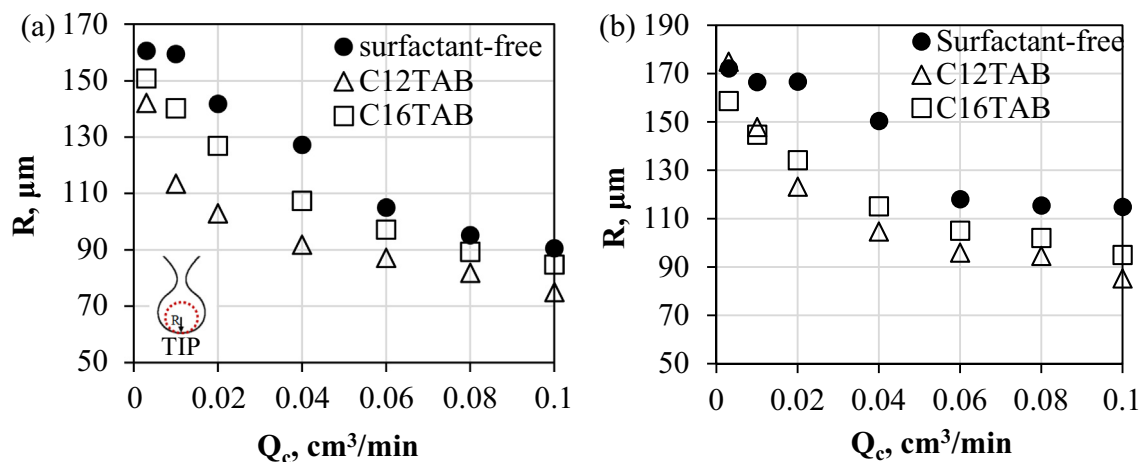 (a)
170
150
130
110
90
70
50
R, μm
surfactant-free
C12TAB
C16TAB
R
TIP
0 0.02 0.04 0.06 0.08 0.1
Qc, cm³/min
(b)
190
170
150
130
110
90
70
50
R, μm
Surfactant-free
C12TAB
C16TAB
0 0.02 0.04 0.06 0.08 0.1
Qc, cm³/min